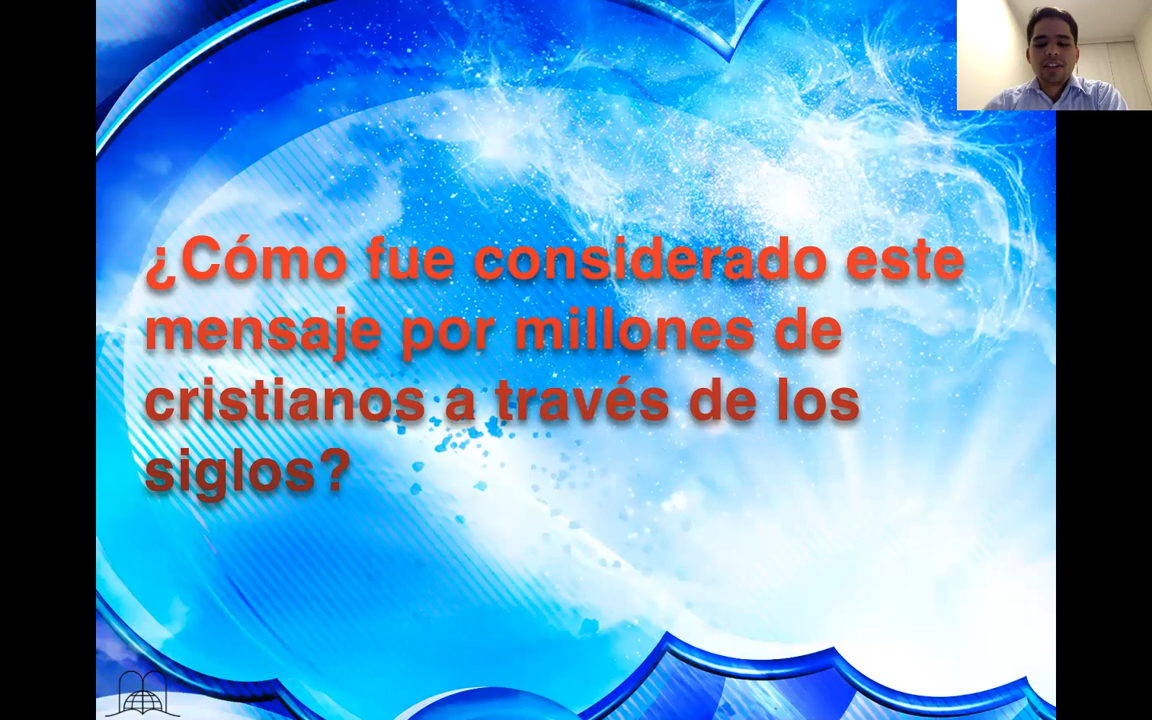 ¿Cómo fue considerado este
mensaje por millones de
cristianos a través de los
siglos?